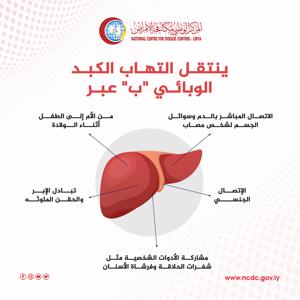 المركز الوطني لمكافحة الأمراض
NATIONAL CENTRE FOR DISEASE CONTROL - LIBYA
ينتقل التهاب الكبد
الوبائي "ب" عبر
الاتصال المباشر بالدم وسوائل
الجسم لشخص مصاب
من الأم إلى الطفل
أثناء الولادة
الإتصال
الجنسي
تبادل الإبر
والحقن الملوثه
مشاركة الأدوات الشخصية مثل
شفرات الحلاقة وفرشاة الأسنان
www.ncdc.gov.ly